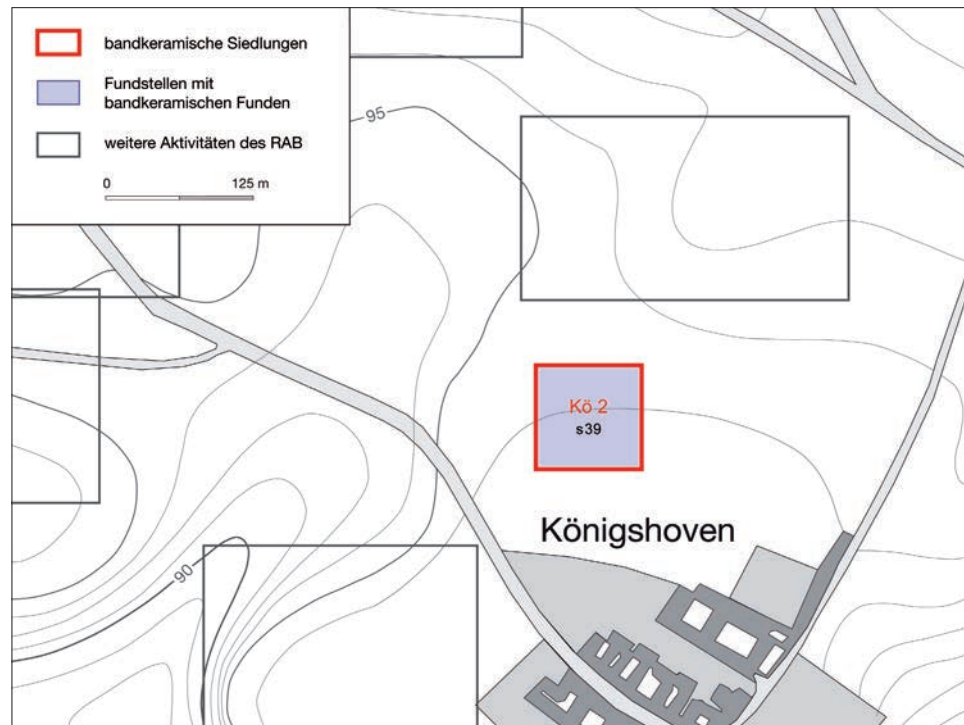 bandkeramische Siedlungen
Fundstellen mit
bandkeramischen Funden
weitere Aktivitäten des RAB
0 125 m
95
Kö 2
s39
Königshoven
90